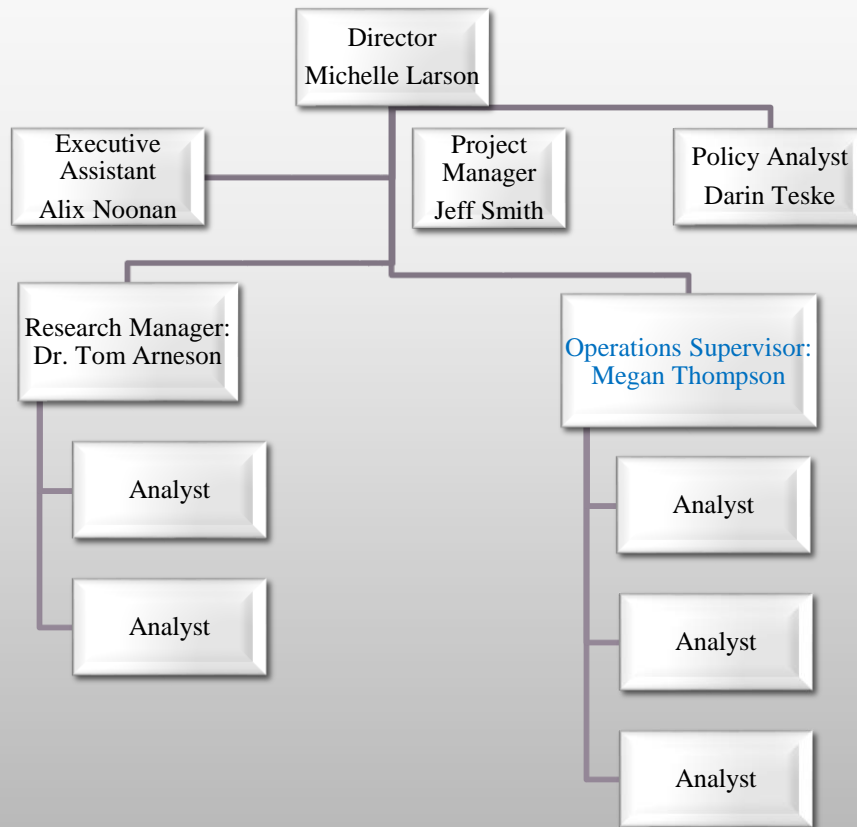 Director
Michelle Larson
Executive
Assistant
Alix Noonan
Project
Manager
Jeff Smith
Policy Analyst
Darin Teske
Research Manager:
Dr. Tom Arneson
Operations Supervisor:
Megan Thompson
Analyst
Analyst
Analyst
Analyst
Analyst